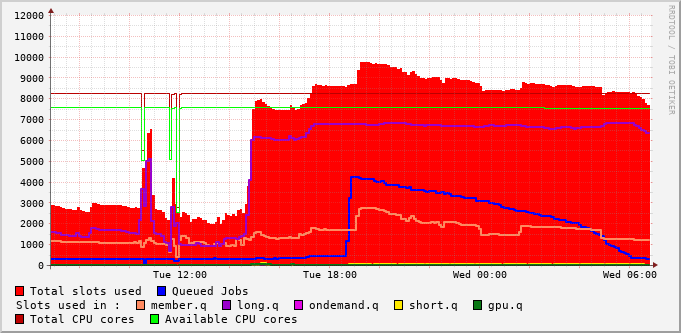 RRDTOOL / TOBI OETIKER
12000
11000
10000
9000
8000
7000
6000
5000
4000
3000
2000
1000
0
Tue 12:00 Tue 18:00 Wed 00:00 Wed 06:00
Total slots used Queued Jobs
Slots used in : member.q long.q ondemand.q short.q gpu.q
Total CPU cores Available CPU cores